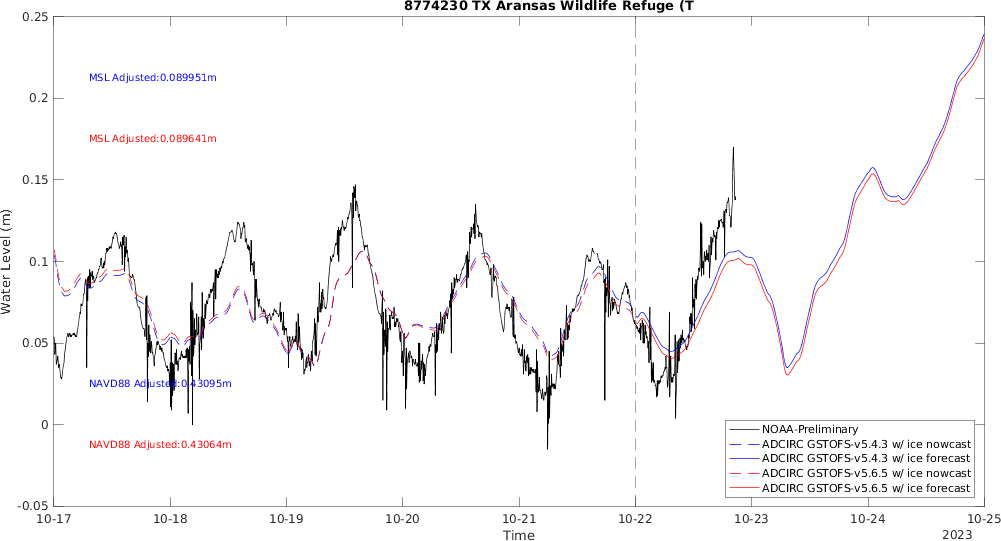 8774230 TX Aransas Wildlife Refuge (T
0.25
0.2
0.15
0.1
0.05
0
-0.05
Water Level (m)
MSL Adjusted:0.089951m
MSL Adjusted:0.089641m
NAVD88 Adjusted:0.43095m
NAVD88 Adjusted:0.43064m
NOAA-Preliminary
ADCIRC GSTOFS-v5.4.3 w/ ice nowcast
ADCIRC GSTOFS-v5.4.3 w/ ice forecast
ADCIRC GSTOFS-v5.6.5 w/ ice nowcast
ADCIRC GSTOFS-v5.6.5 w/ ice forecast
10-17 10-18 10-19 10-20 10-21 10-22 10-23 10-24 10-25
Time
2023